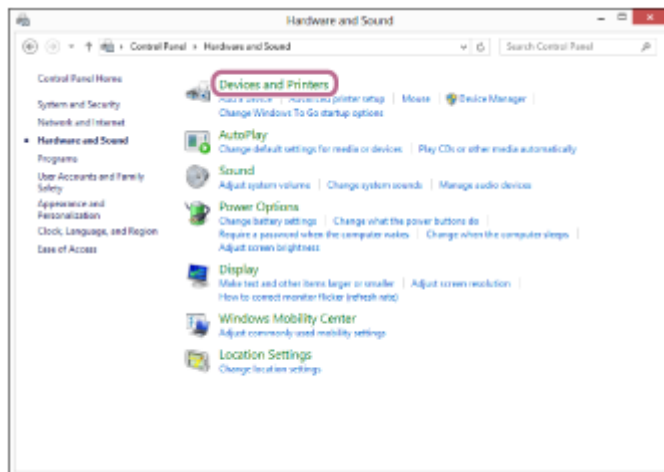 Hardware and Sound
Control Panel › Hardware and Sound
Search Control Panel
Control Panel Home
System and Security
Network and Internet
Hardware and Sound
Programs
User Accounts and Family
Safety
Appearance and
Personalization
Clock, Language, and Region
Ease of Access
Devices and Printers
Add a device | Advanced printer setup | Mouse | Device Manager
Change Windows To Go startup options
AutoPlay
Change default settings for media or devices | Play CDs or other media automatically
Sound
Adjust system volume | Change system sounds | Manage audio devices
Power Options
Change battery settings | Change what the power buttons do
Require a password when the computer wakes | Change when the computer sleeps
Adjust screen brightness
Display
Make text and other items larger or smaller | Adjust screen resolution
How to correct monitor flicker (refresh rate)
Windows Mobility Center
Adjust commonly used mobility settings
Location Settings
Change location settings